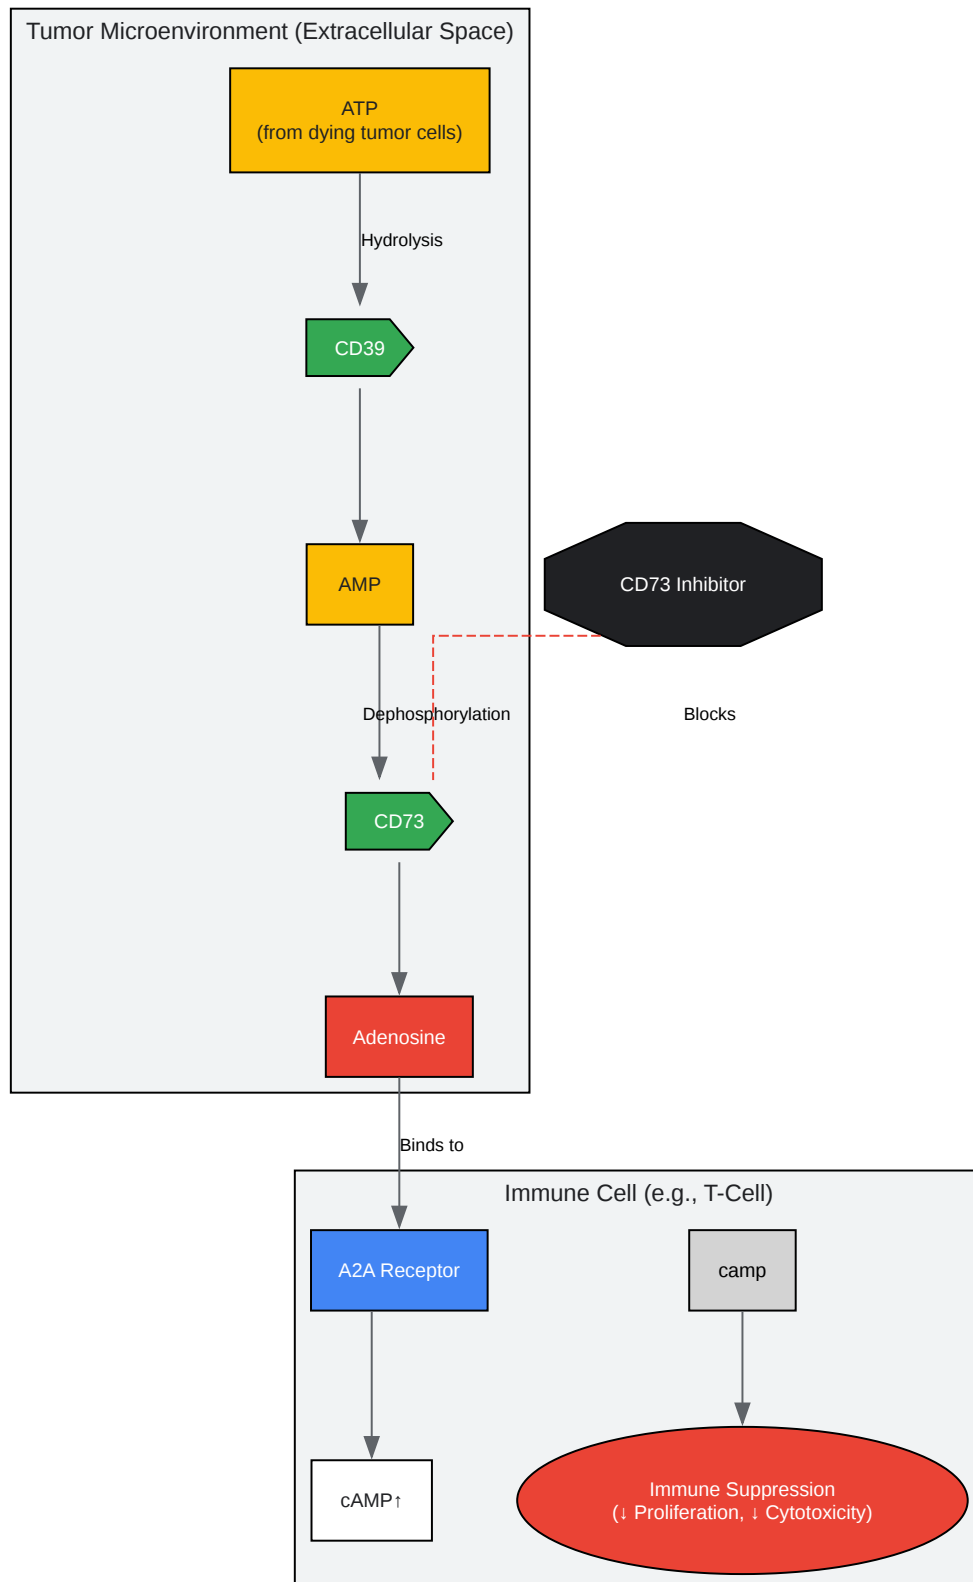 Tumor Microenvironment (Extracellular Space)
ATP
(from dying tumor cells)
Hydrolysis
CD39
AMP
CD73 Inhibitor
Dephosphorylation
Blocks
CD73
Adenosine
Binds to
Immune Cell (e.g., T-Cell)
A2A Receptor
camp
cAMP↑
Immune Suppression
(↓ Proliferation, ↓ Cytotoxicity)